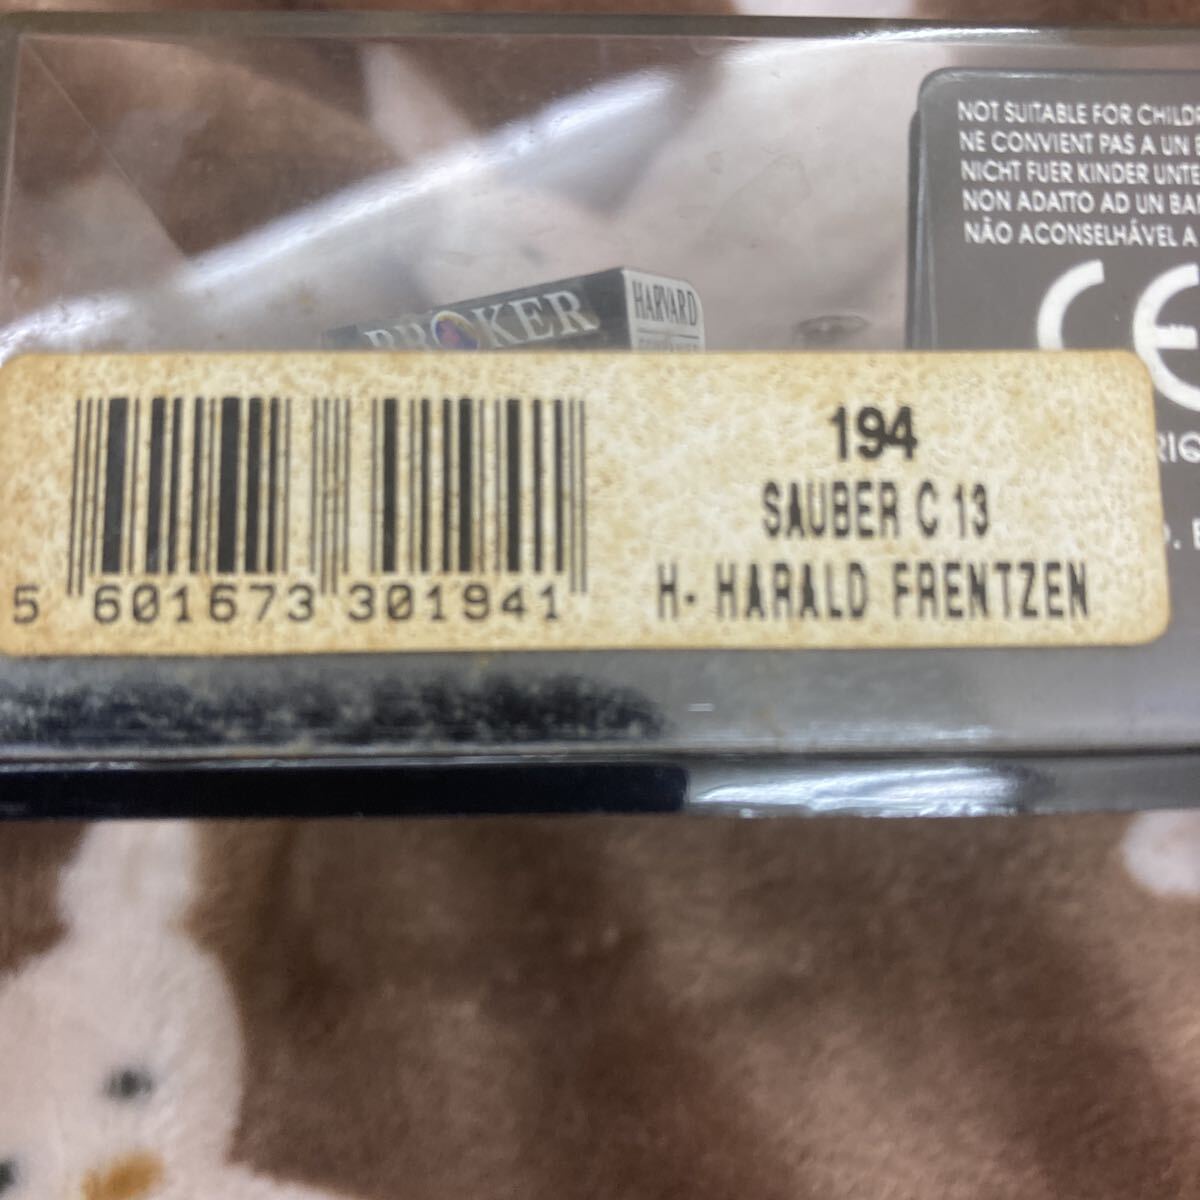 NOT SUITABLE FOR CHILDR
NE CONVIENT PAS A UN
NICHT FUER KINDER UNTE
NON ADATTO AD UN BA
NÃO ACONSELHÁVEL A
BROKER
HARVARD
CE
194
SAUBER C 13
H- HARALD FRENTZEN
5 601673 301941